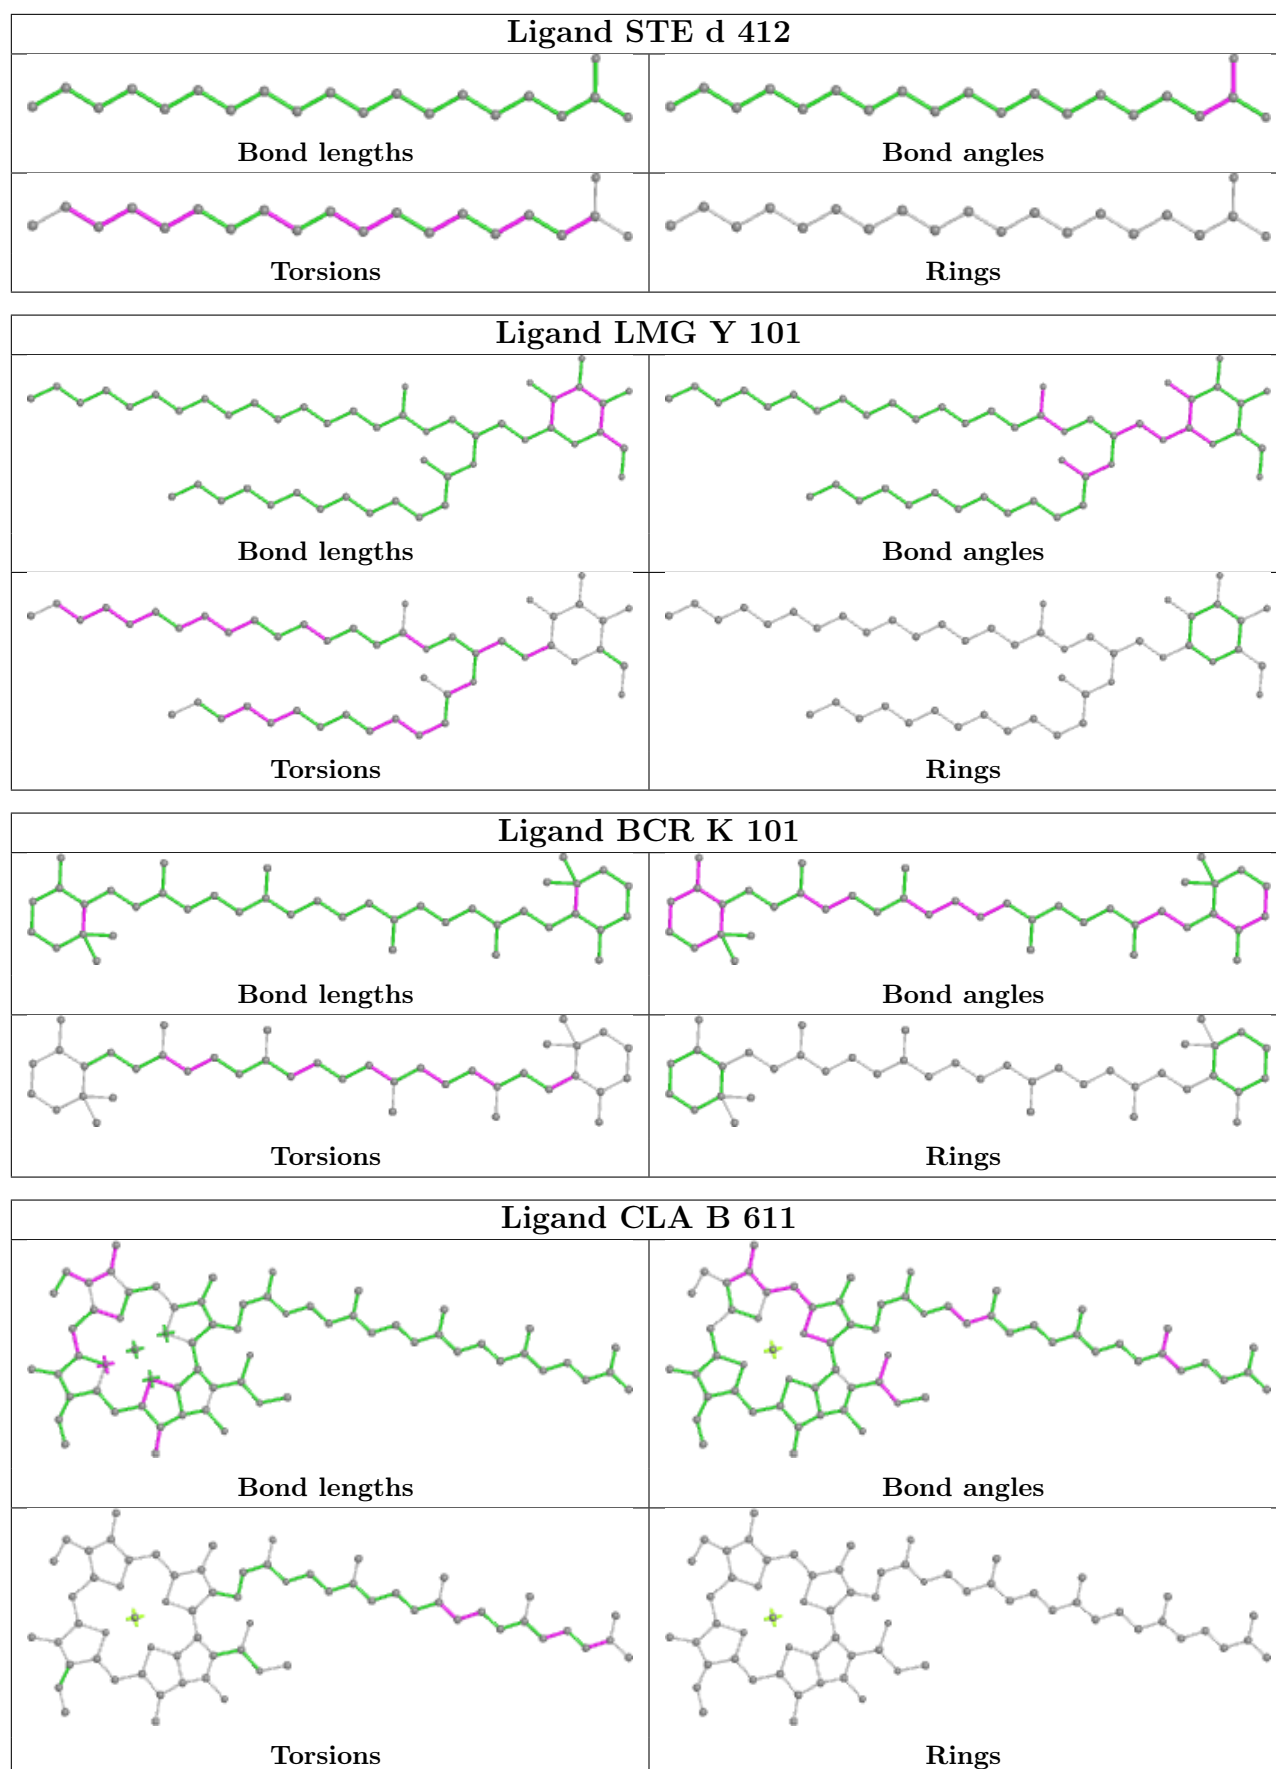 Ligand STE d 412
Bond lengths
Bond angles
Torsions
Rings
Ligand LMG Y 101
Bond lengths
Bond angles
Torsions
Rings
Ligand BCR K 101
Bond lengths
Bond angles
Torsions
Rings
Ligand CLA B 611
Bond lengths
Bond angles
Torsions
Rings